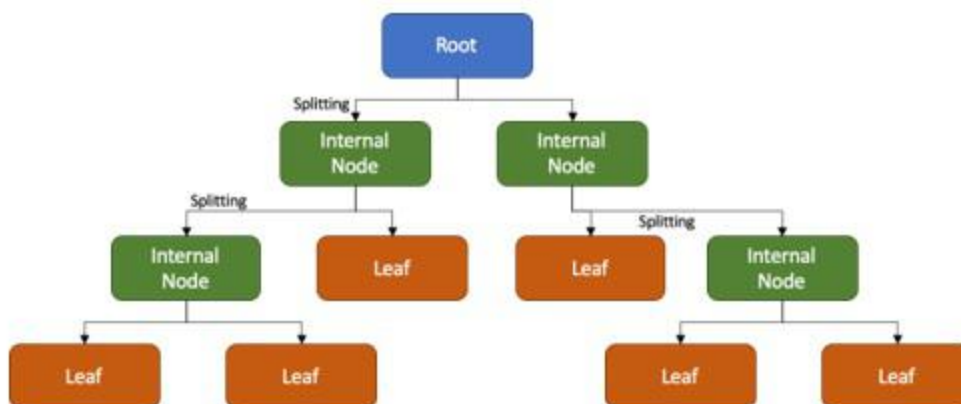 Root
Splitting
Internal
Node
Internal
Node
Splitting
Splitting
Internal
Node
Leaf
Leaf
Internal
Node
Leaf
Leaf
Leaf
Leaf